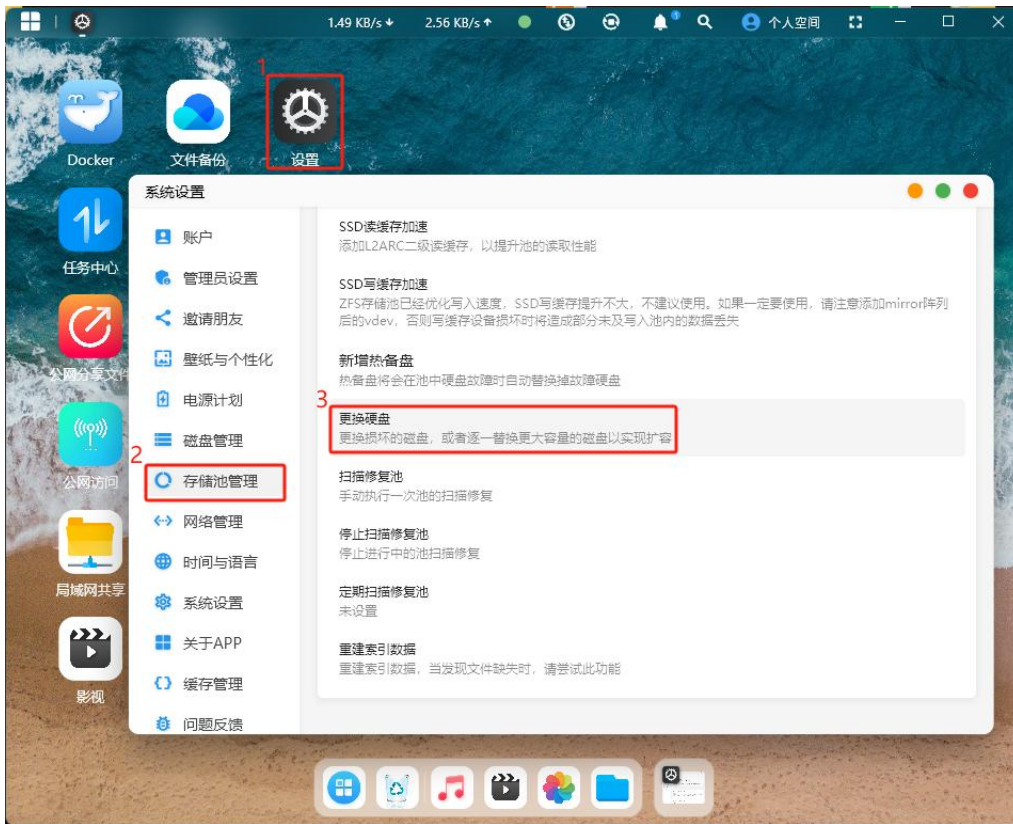 1.49 KB/s
2.56 KB/s
1
个人空间
1
Docker
文件备份
设置
任务中心
公网分享文件
公网访问
局域网共享
影视
系统设置
账户
管理员设置
邀请朋友
壁纸与个性化
电源计划
磁盘管理
2
存储池管理
网络管理
时间与语言
系统设置
关于APP
缓存管理
问题反馈
SSD读缓存加速
添加L2ARC二级读缓存，以提升池的读取性能
SSD写缓存加速
ZFS存储池已经优化写入速度，SSD写缓存提升不大，不建议使用。如果一定要使用，请注意添加mirror阵列
后的vdev，否则写缓存设备损坏时将造成部分未及写入池内的数据丢失
新增热备盘
热备盘将会在池中硬盘故障时自动替换掉故障硬盘
3
更换硬盘
更换损坏的磁盘，或者逐一替换更大容量的磁盘以实现扩容
扫描修复池
手动执行一次池的扫描修复
停止扫描修复池
停止进行中的池扫描修复
定期扫描修复池
未设置
重建索引数据
重建索引数据，当发现文件缺失时，请尝试此功能